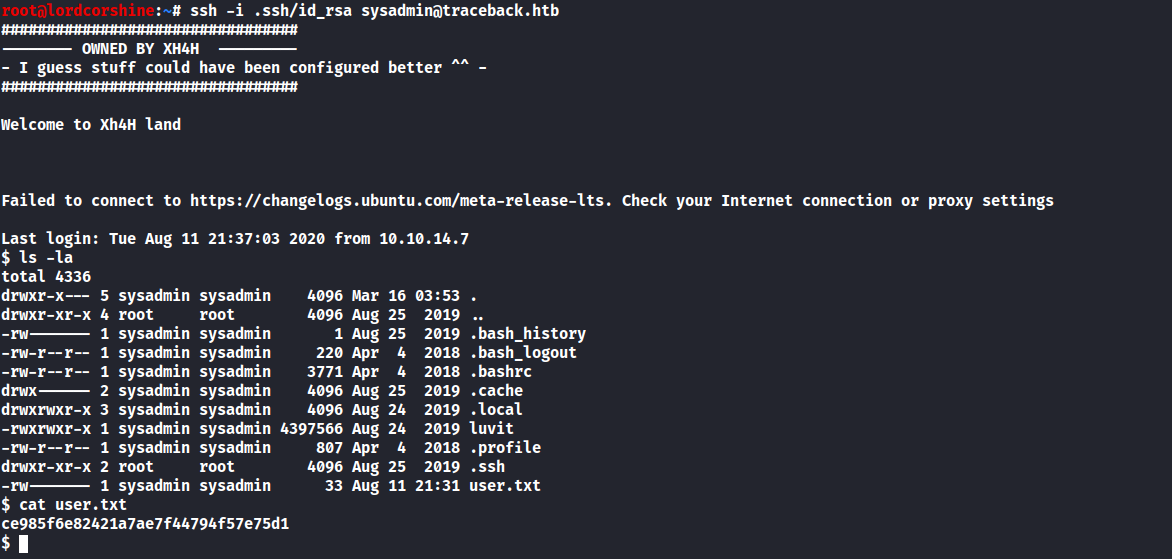 root@lordcorshine:~# ssh -i .ssh/id_rsa sysadmin@traceback.htb
#################################
-------- OWNED BY XH4H  ---------
- I guess stuff could have been configured better ^^ -
#################################
Welcome to Xh4H land
Failed to connect to https://changelogs.ubuntu.com/meta-release-lts. Check your Internet connection or proxy settings
Last login: Tue Aug 11 21:37:03 2020 from 10.10.14.7
$ ls -la
total 4336
drwxr-x--- 5 sysadmin sysadmin    4096 Mar 16 03:53 .
drwxr-xr-x 4 root     root        4096 Aug 25  2019 ..
-rw------- 1 sysadmin sysadmin       1 Aug 25  2019 .bash_history
-rw-r--r-- 1 sysadmin sysadmin     220 Apr  4  2018 .bash_logout
-rw-r--r-- 1 sysadmin sysadmin    3771 Apr  4  2018 .bashrc
drwx------ 2 sysadmin sysadmin    4096 Aug 25  2019 .cache
drwxrwxr-x 3 sysadmin sysadmin    4096 Aug 24  2019 .local
-rwxrwxr-x 1 sysadmin sysadmin 4397566 Aug 24  2019 luvit
-rw-r--r-- 1 sysadmin sysadmin     807 Apr  4  2018 .profile
drwxr-xr-x 2 root     root        4096 Aug 25  2019 .ssh
-rw------- 1 sysadmin sysadmin      33 Aug 11 21:31 user.txt
$ cat user.txt
ce985f6e82421a7ae7f44794f57e75d1
$